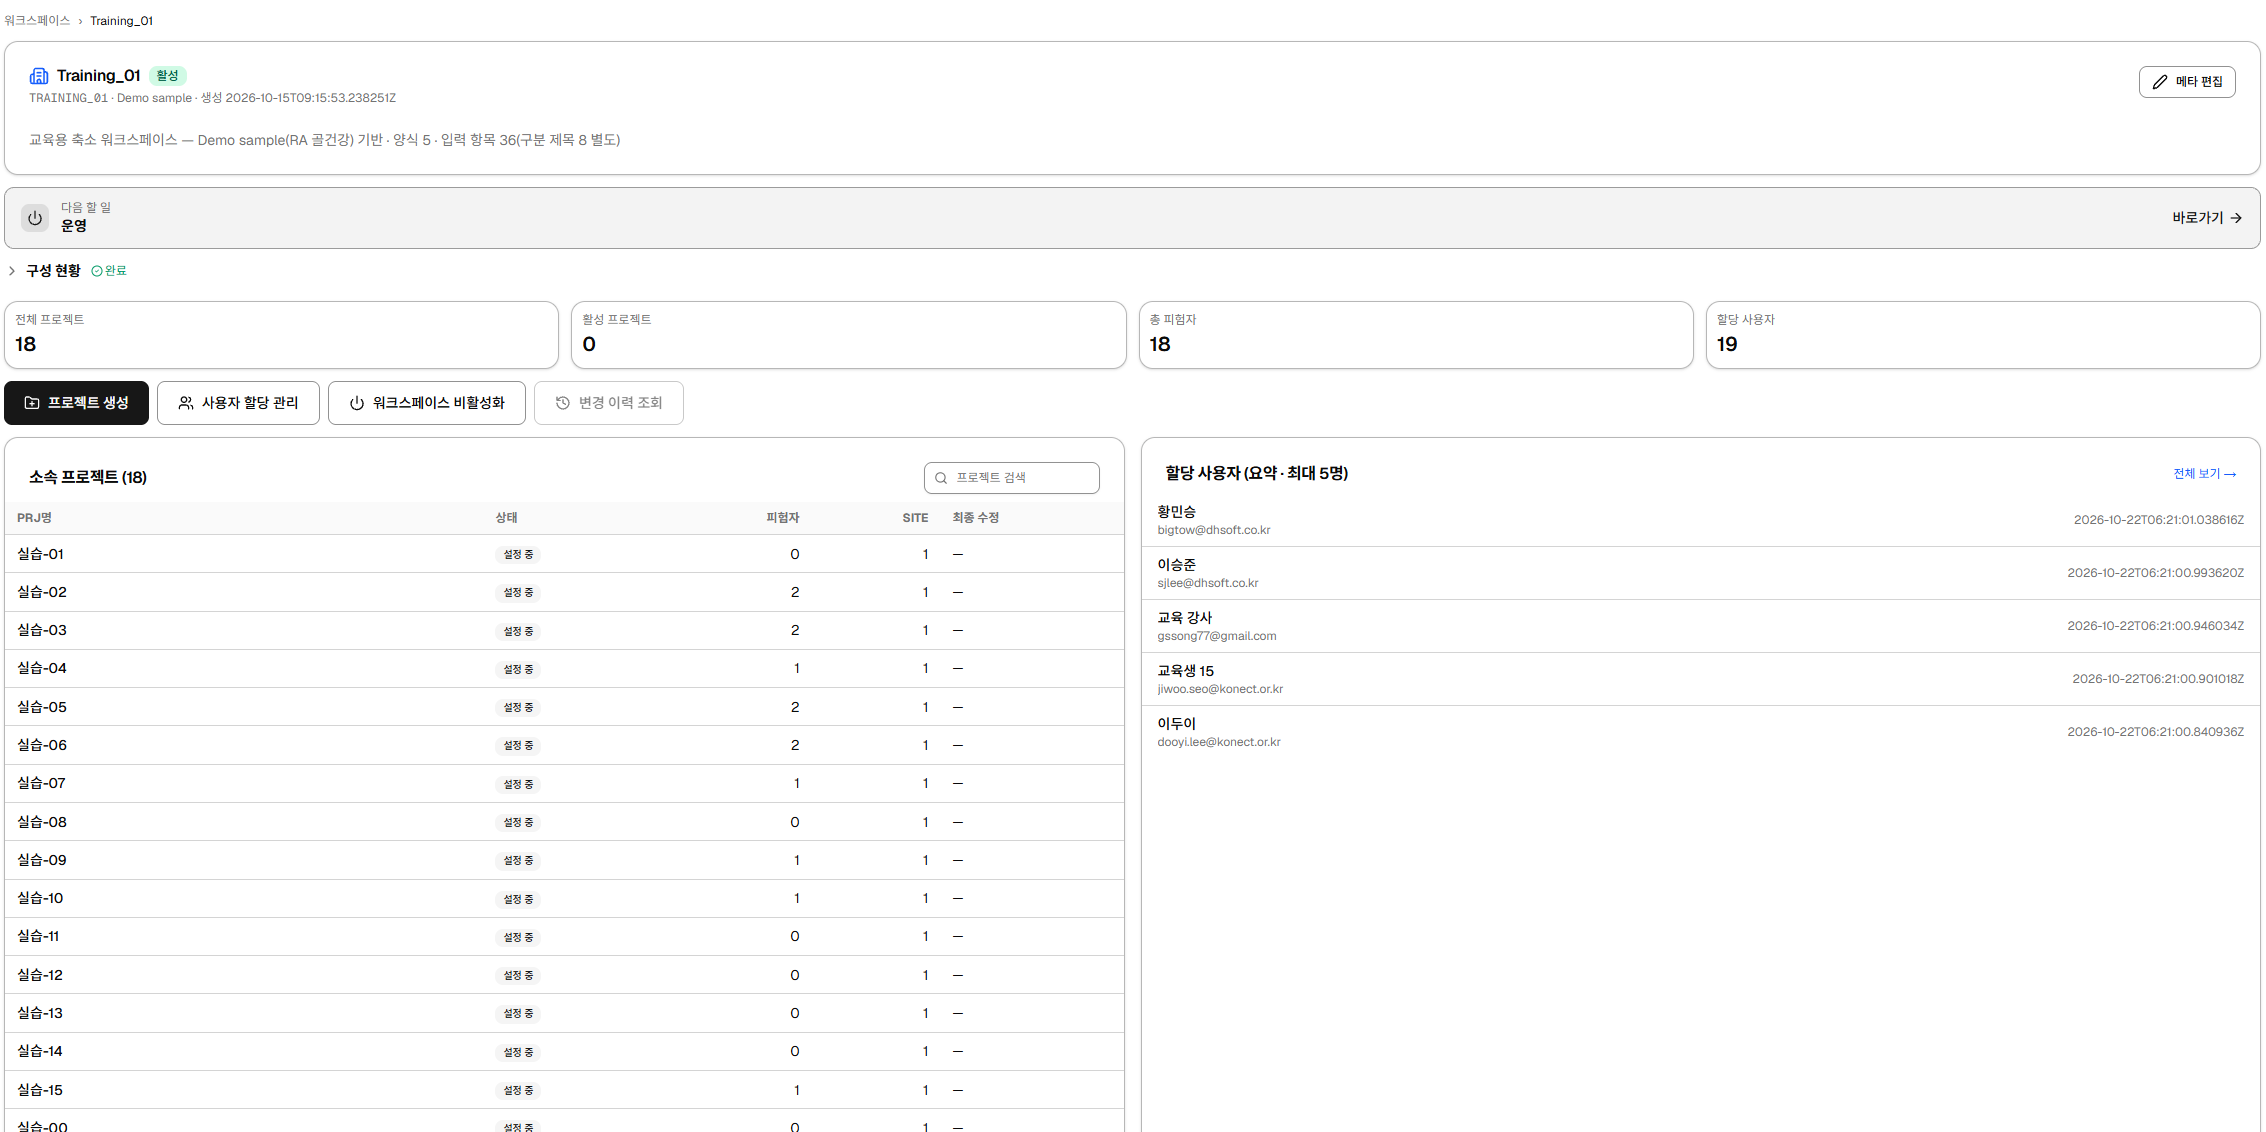 워크스페이스 › Training_01
Training_01 활성
메타 편집
TRAINING_01 · Demo sample · 생성 2026-10-15T09:15:53.238251Z
교육용 축소 워크스페이스 — Demo sample(RA 골건강) 기반 · 양식 5 · 입력 항목 36(구분 제목 8 별도)
다음 할 일
운영
바로가기 →
구성 현황 완료
전체 프로젝트
18
활성 프로젝트
0
총 피험자
18
할당 사용자
19
프로젝트 생성
사용자 할당 관리
워크스페이스 비활성화
변경 이력 조회
소속 프로젝트 (18)
프로젝트 검색
PRJ명 상태 피험자 SITE 최종 수정
실습-01 설정 중 0 1 —
실습-02 설정 중 2 1 —
실습-03 설정 중 2 1 —
실습-04 설정 중 1 1 —
실습-05 설정 중 2 1 —
실습-06 설정 중 2 1 —
실습-07 설정 중 1 1 —
실습-08 설정 중 0 1 —
실습-09 설정 중 1 1 —
실습-10 설정 중 1 1 —
실습-11 설정 중 0 1 —
실습-12 설정 중 0 1 —
실습-13 설정 중 0 1 —
실습-14 설정 중 0 1 —
실습-15 설정 중 1 1 —
실습-00 설정 중 0 1 —
할당 사용자 (요약 · 최대 5명)
전체 보기 →
황민승
bigtow@dhsoft.co.kr
2026-10-22T06:21:01.038616Z
이승준
sjlee@dhsoft.co.kr
2026-10-22T06:21:00.993620Z
교육 강사
gssong77@gmail.com
2026-10-22T06:21:00.946034Z
교육생 15
jiwoo.seo@konect.or.kr
2026-10-22T06:21:00.901018Z
이두이
dooyi.lee@konect.or.kr
2026-10-22T06:21:00.840936Z